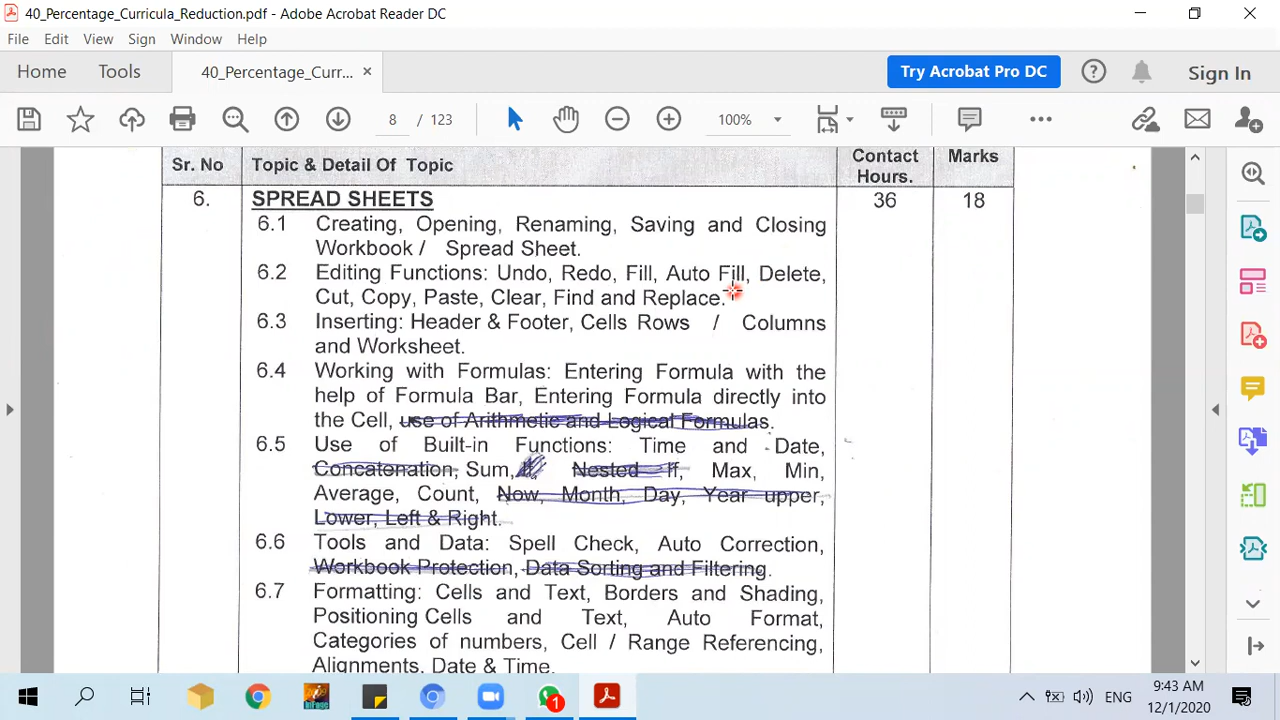 40_Percentage_Curricula_Reduction.pdf - Adobe Acrobat Reader DC
File Edit View Sign Window Help
Home Tools 40_Percentage_Curr... × Try Acrobat Pro DC Sign In
8 / 123 100%
Sr. No Topic & Detail Of Topic Contact Hours. Marks
6. SPREAD SHEETS 36 18
6.1 Creating, Opening, Renaming, Saving and Closing
Workbook / Spread Sheet.
6.2 Editing Functions: Undo, Redo, Fill, Auto Fill, Delete,
Cut, Copy, Paste, Clear, Find and Replace.
6.3 Inserting: Header & Footer, Cells Rows / Columns
and Worksheet.
6.4 Working with Formulas: Entering Formula with the
help of Formula Bar, Entering Formula directly into
the Cell, use of Arithmetic and Logical Formulas.
6.5 Use of Built-in Functions: Time and Date,
Concatenation, Sum, Nested If, Max, Min,
Average, Count, Now, Month, Day, Year upper,
Lower, Left & Right.
6.6 Tools and Data: Spell Check, Auto Correction,
Workbook Protection, Data Sorting and Filtering.
6.7 Formatting: Cells and Text, Borders and Shading,
Positioning Cells and Text, Auto Format,
Categories of numbers, Cell / Range Referencing,
Alignments, Date & Time.
1
ENG
9:43 AM
12/1/2020